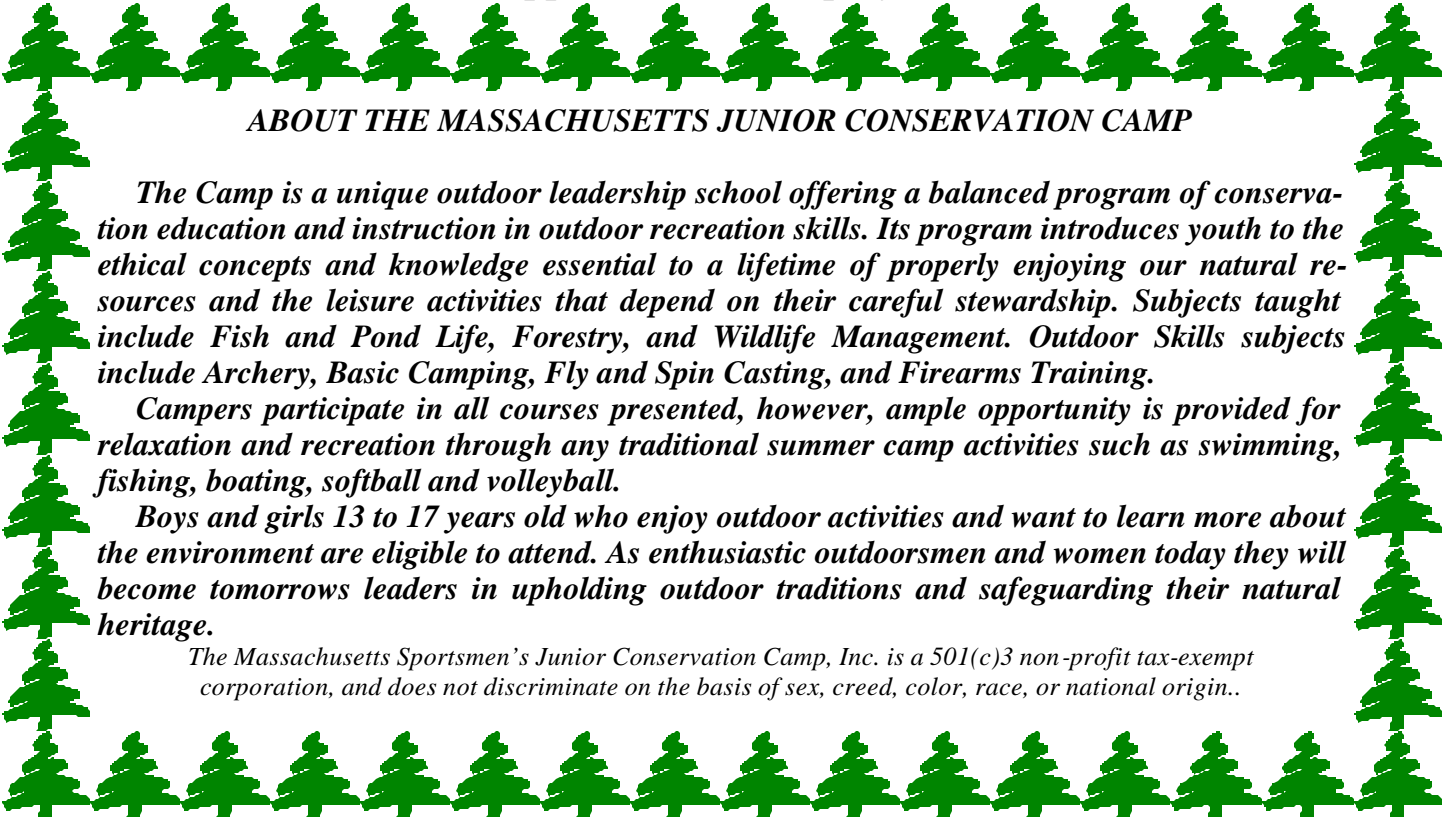 ABOUT THE MASSACHUSETTS JUNIOR CONSERVATION CAMP
The Camp is a unique outdoor leadership school offering a balanced program of conserva-
tion education and instruction in outdoor recreation skills. Its program introduces youth to the
ethical concepts and knowledge essential to a lifetime of properly enjoying our natural re-
sources and the leisure activities that depend on their careful stewardship. Subjects taught
include Fish and Pond Life, Forestry, and Wildlife Management. Outdoor Skills subjects
include Archery, Basic Camping, Fly and Spin Casting, and Firearms Training.
Campers participate in all courses presented, however, ample opportunity is provided for
relaxation and recreation through any traditional summer camp activities such as swimming,
fishing, boating, softball and volleyball.
Boys and girls 13 to 17 years old who enjoy outdoor activities and want to learn more about
the environment are eligible to attend. As enthusiastic outdoorsmen and women today they will
become tomorrows leaders in upholding outdoor traditions and safeguarding their natural
heritage.
The Massachusetts Sportsmen's Junior Conservation Camp, Inc. is a 501(c)3 non-profit tax-exempt
corporation, and does not discriminate on the basis of sex, creed, color, race, or national origin..